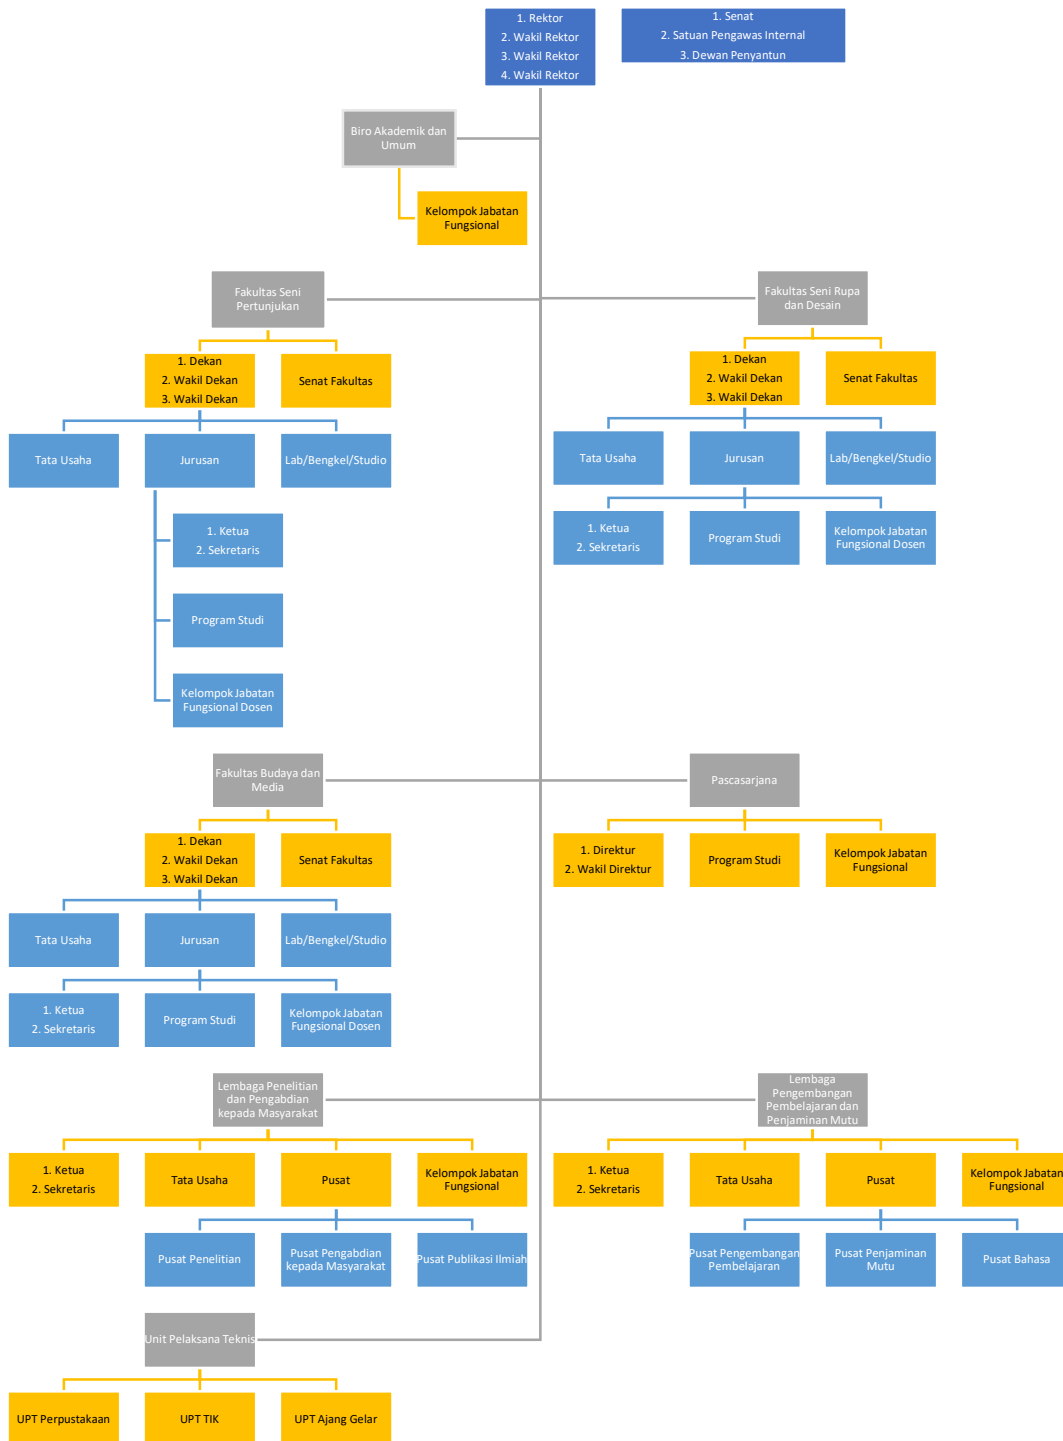 1. Rektor
2. Wakil Rektor
3. Wakil Rektor
4. Wakil Rektor
1. Senat
2. Satuan Pengawas Internal
3. Dewan Penyantun
Biro Akademik dan
Umum
Kelompok Jabatan
Fungsional
Fakultas Seni
Pertunjukan
Fakultas Seni Rupa
dan Desain
1. Dekan
2. Wakil Dekan
3. Wakil Dekan
Senat Fakultas
1. Dekan
2. Wakil Dekan
3. Wakil Dekan
Senat Fakultas
Tata Usaha
Jurusan
Lab/Bengkel/Studio
Tata Usaha
Jurusan
Lab/Bengkel/Studio
1. Ketua
2. Sekretaris
Program Studi
Kelompok Jabatan
Fungsional Dosen
1. Ketua
2. Sekretaris
Program Studi
Kelompok Jabatan
Fungsional Dosen
Fakultas Budaya dan
Media
Pascasarjana
1. Dekan
2. Wakil Dekan
3. Wakil Dekan
Senat Fakultas
1. Direktur
2. Wakil Direktur
Program Studi
Kelompok Jabatan
Fungsional
Tata Usaha
Jurusan
Lab/Bengkel/Studio
1. Ketua
2. Sekretaris
Program Studi
Kelompok Jabatan
Fungsional Dosen
Lembaga Penelitian
dan Pengabdian
kepada Masyarakat
Lembaga
Pengembangan
Pembelajaran dan
Penjaminan Mutu
1. Ketua
2. Sekretaris
Tata Usaha
Pusat
Kelompok Jabatan
Fungsional
1. Ketua
2. Sekretaris
Tata Usaha
Pusat
Kelompok Jabatan
Fungsional
Pusat Penelitian
Pusat Pengabdian
kepada Masyarakat
Pusat Publikasi Ilmiah
Pusat Pengembangan
Pembelajaran
Pusat Penjaminan
Mutu
Pusat Bahasa
Unit Pelaksana Teknis
UPT Perpustakaan
UPT TIK
UPT Ajang Gelar